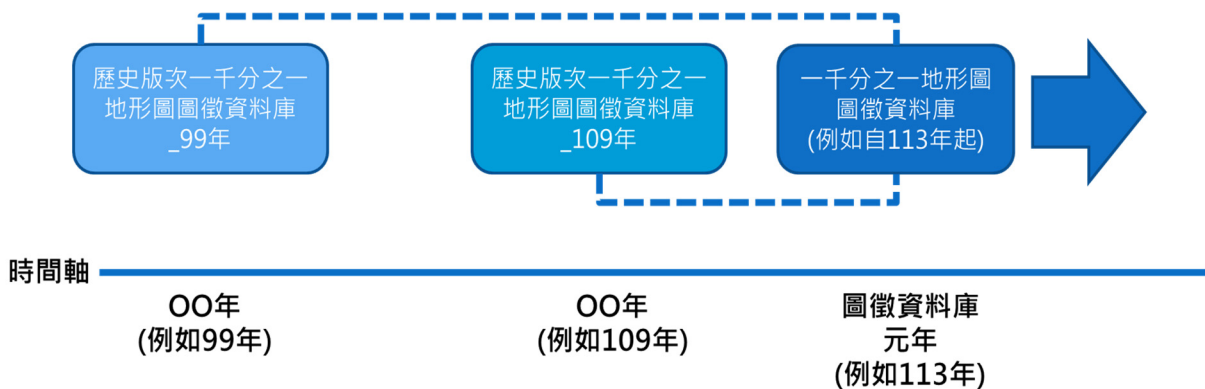 歷史版次一千分之一
地形圖圖徵資料庫
_99年
歷史版次一千分之一
地形圖圖徵資料庫
_109年
一千分之一地形圖
圖徵資料庫
(例如自113年起)
時間軸
OO年
(例如99年)
OO年
(例如109年)
圖徵資料庫
元年
(例如113年)